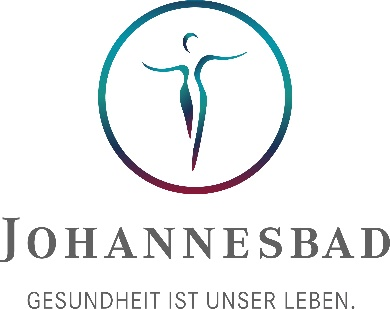 JOHANNESBAD
GESUNDHEIT IST UNSER LEBEN.